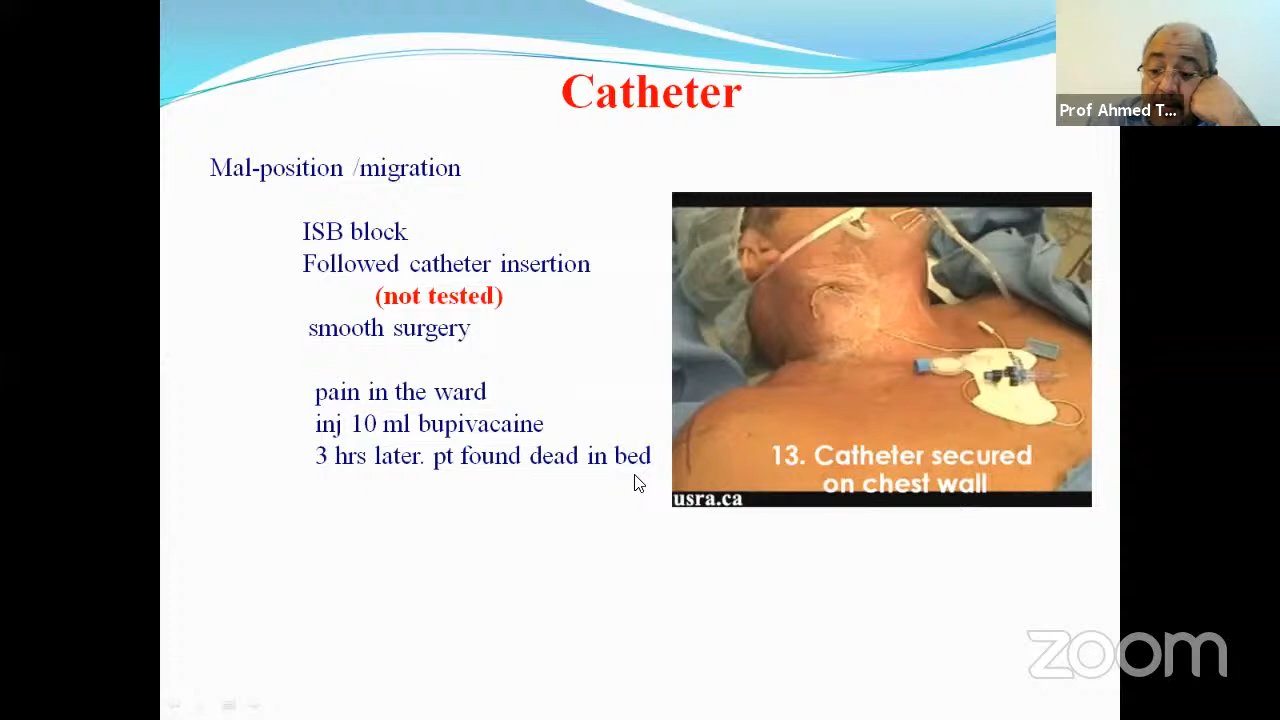 Catheter
Prof Ahmed T...
Mal-position /migration
ISB block
Followed catheter insertion
(not tested)
smooth surgery
pain in the ward
inj 10 ml bupivacaine
3 hrs later. pt found dead in bed
13. Catheter secured
on chest wall
usra.ca
zoom